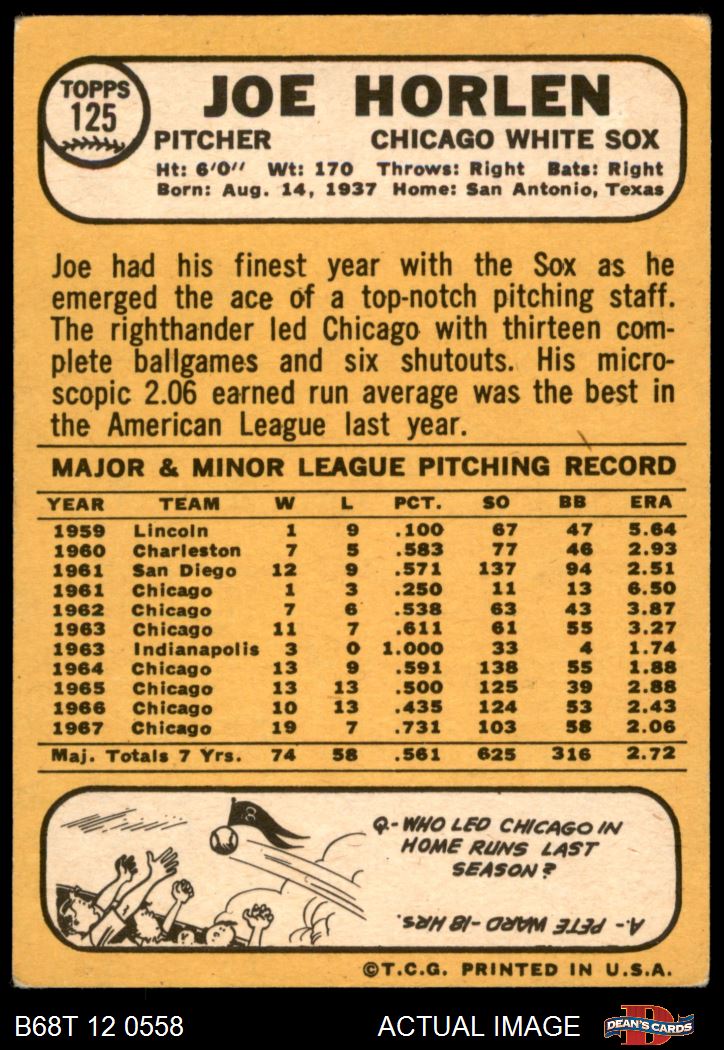 TOPPS
125
JOE HORLEN
PITCHER CHICAGO WHITE SOX
Ht: 6'0'' Wt: 170 Throws: Right Bats: Right
Born: Aug. 14, 1937 Home: San Antonio, Texas
Joe had his finest year with the Sox as he
emerged the ace of a top-notch pitching staff.
The righthander led Chicago with thirteen com-
plete ballgames and six shutouts. His micro-
scopic 2.06 earned run average was the best in
the American League last year.
MAJOR & MINOR LEAGUE PITCHING RECORD
YEAR TEAM W L PCT. SO BB ERA
1959 Lincoln 1 9 .100 67 47 5.64
1960 Charleston 7 5 .583 77 46 2.93
1961 San Diego 12 9 .571 137 94 2.51
1961 Chicago 1 3 .250 11 13 6.50
1962 Chicago 7 6 .538 63 43 3.87
1963 Chicago 11 7 .611 61 55 3.27
1963 Indianapolis 3 0 1.000 33 4 1.74
1964 Chicago 13 9 .591 138 55 1.88
1965 Chicago 13 13 .500 125 39 2.88
1966 Chicago 10 13 .435 124 53 2.43
1967 Chicago 19 7 .731 103 58 2.06
Maj. Totals 7 Yrs. 74 58 .561 625 316 2.72
8
Q.-WHO LED CHICAGO IN
HOME RUNS LAST
SEASON?
A.-PETE WARD-18 HRS.
©T.C.G. PRINTED IN U.S.A.
B68T 12 0558 ACTUAL IMAGE
D
DEAN'S CARDS